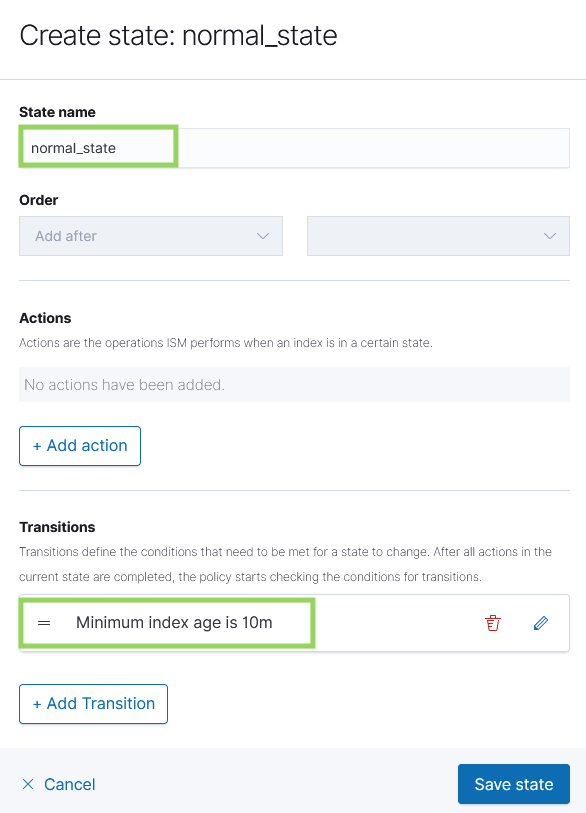 Create state: normal_state
State name
normal_state
Order
Add after
Actions
Actions are the operations ISM performs when an index is in a certain state.
No actions have been added.
+ Add action
Transitions
Transitions define the conditions that need to be met for a state to change. After all actions in the
current state are completed, the policy starts checking the conditions for transitions.
Minimum index age is 10m
+ Add Transition
Cancel
Save state